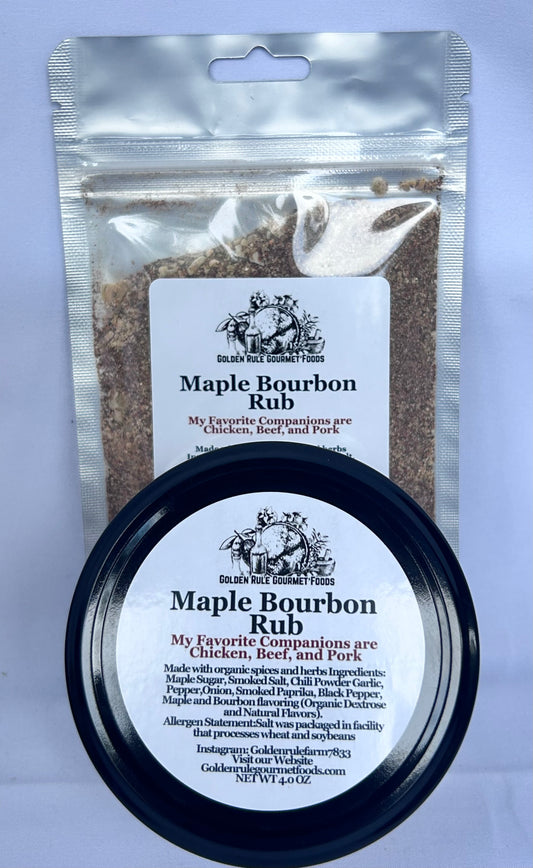 GOLDEN RULE GOURMET FOODS
Maple Bourbon
Rub
My Favorite Companions are
Chicken, Beef, and Pork
GOLDEN RULE GOURMET FOODS
Maple Bourbon
Rub
My Favorite Companions are
Chicken, Beef, and Pork
Made with organic spices and herbs Ingredients:
Maple Sugar, Smoked Salt, Chili Powder Garlic,
Pepper,Onion, Smoked Paprika, Black Pepper,
Maple and Bourbon flavoring (Organic Dextrose
and Natural Flavors).
Allergen Statement:Salt was packaged in facility
that processes wheat and soybeans
Instagram: Goldenrulefarm7833
Visit our Website
Goldenrulegourmetfoods.com
NET WT 4.0 OZ